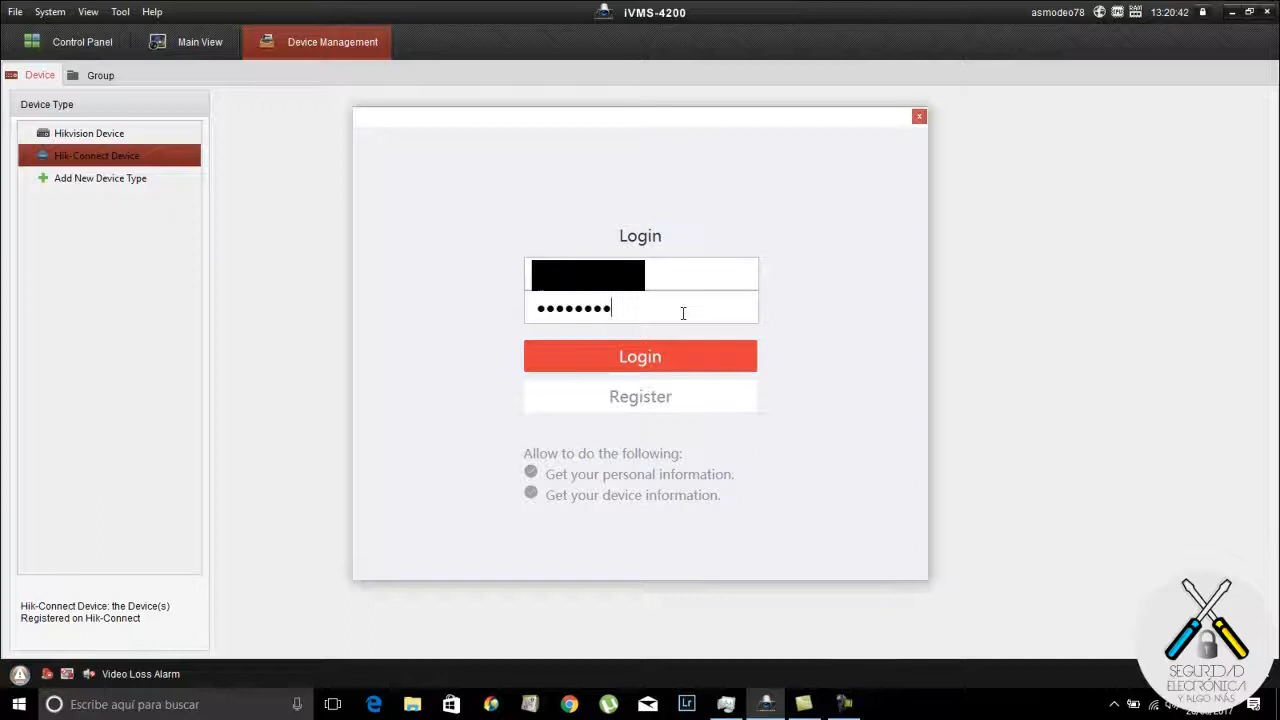 File System View Tool Help
iVMS-4200
asmodeo78
13:20:42
Control Panel
Main View
Device Management
Device
Group
Device Type
Hikvision Device
Hik-Connect Device
Add New Device Type
Login
Login
Register
Allow to do the following:
Get your personal information.
Get your device information.
Hik-Connect Device: the Device(s)
Registered on Hik-Connect
Video Loss Alarm
SEGURIDAD
ELECTRÓNICA
Y ALGO MÁS
Escribe aquí para buscar
Lr